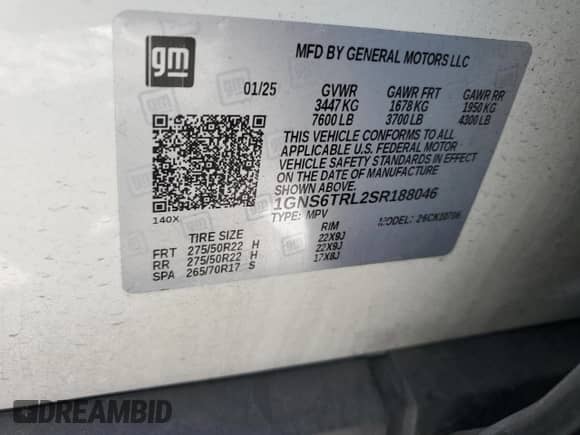 gm
MFD BY GENERAL MOTORS LLC
01/25 GVWR GAWR FRT GAWR RR
3447 KG 1678 KG 1950 KG
7600 LB 3700 LB 4300 LB
THIS VEHICLE CONFORMS TO ALL
APPLICABLE U.S. FEDERAL MOTOR
VEHICLE SAFETY STANDARDS IN EFFECT
ON THE DATE OF MANUFACTURE
SHOWN ABOVE.
1GNS6TRL2SR188046
140X
TYPE: MPV MODEL:
TIRE SIZE RIM
FRT 275/50R22 H 22X9J
RR 275/50R22 H 22X9J
SPA 265/70R17 S 17X8J
DREAMBID